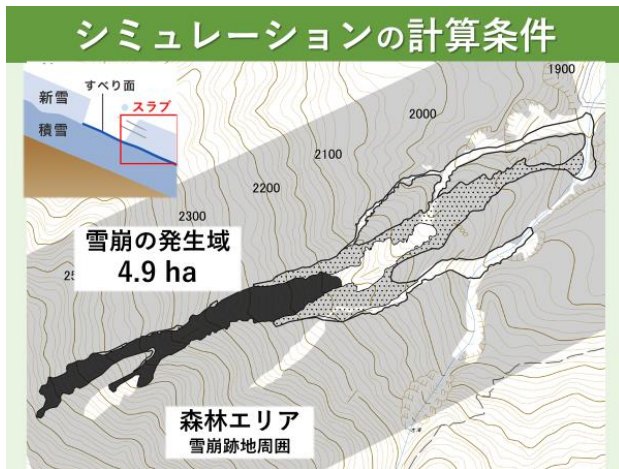 シミュレーションの計算条件
すべり面
新雪
スラブ
積雪
1900
2000
2100
2200
2300
雪崩の発生域
4.9 ha
森林エリア
雪崩跡地周囲